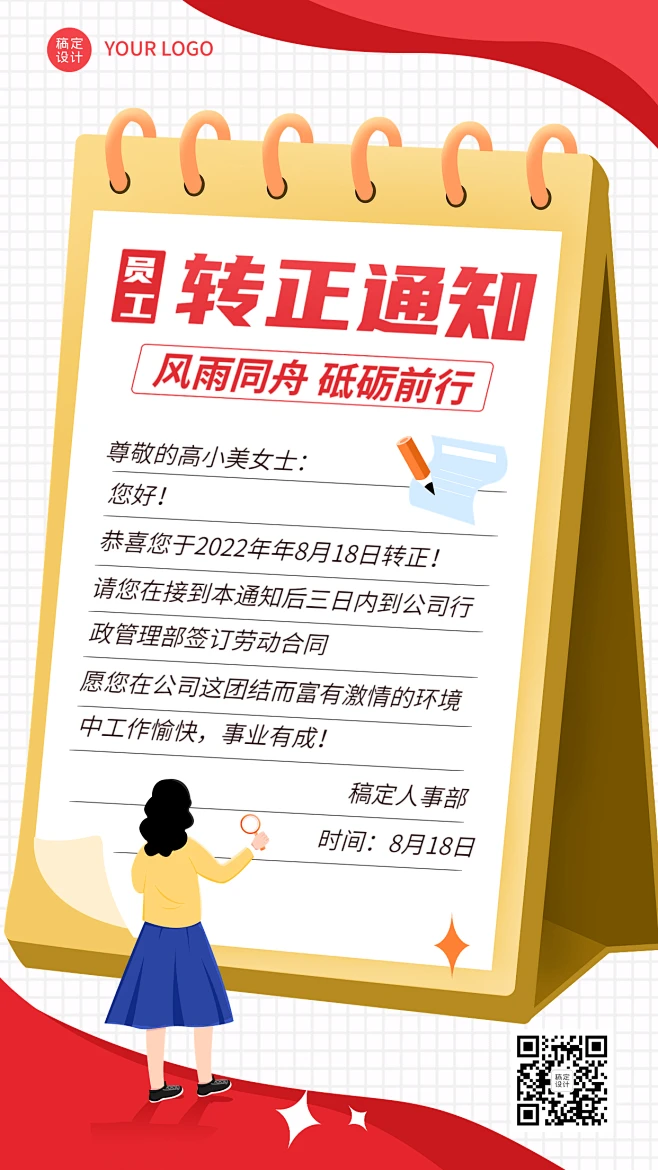 稿定
设计
YOUR LOGO
员工
转正通知
风雨同舟 砥砺前行
尊敬的高小美女士：
您好！
恭喜您于2022年年8月18日转正！
请您在接到本通知后三日内到公司行
政管理部签订劳动合同
愿您在公司这团结而富有激情的环境
中工作愉快，事业有成！
稿定人事部
时间：8月18日
稿定
设计